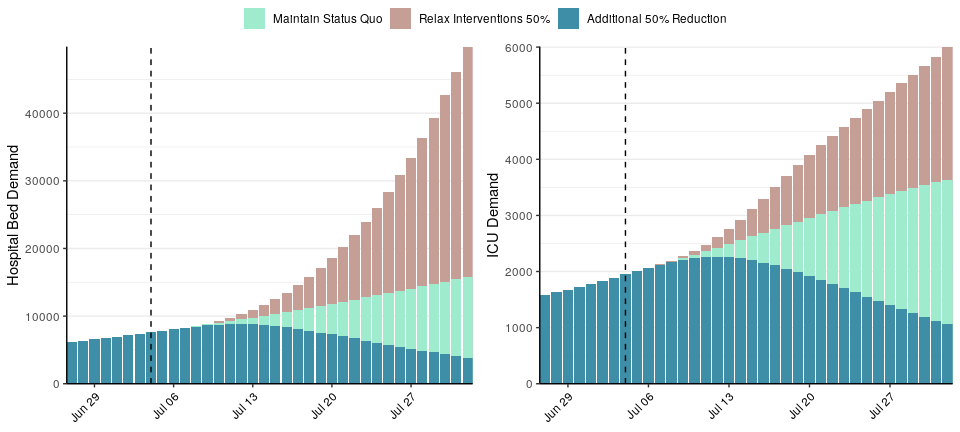 Maintain Status Quo Relax Interventions 50% Additional 50% Reduction
Hospital Bed Demand
40000
30000
20000
10000
0
Jun 29 Jul 06 Jul 13 Jul 20 Jul 27
ICU Demand
6000
5000
4000
3000
2000
1000
0
Jun 29 Jul 06 Jul 13 Jul 20 Jul 27